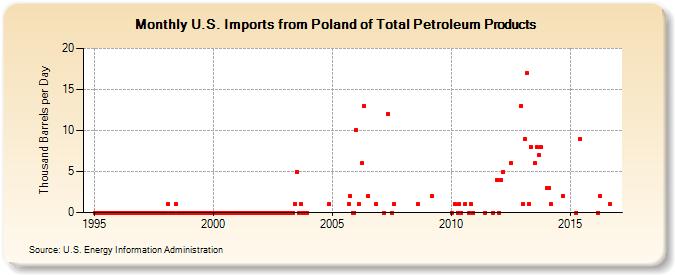 Monthly U.S. Imports from Poland of Total Petroleum Products
Thousand Barrels per Day
20
15
10
5
0
1995 2000 2005 2010 2015
Source: U.S. Energy Information Administration